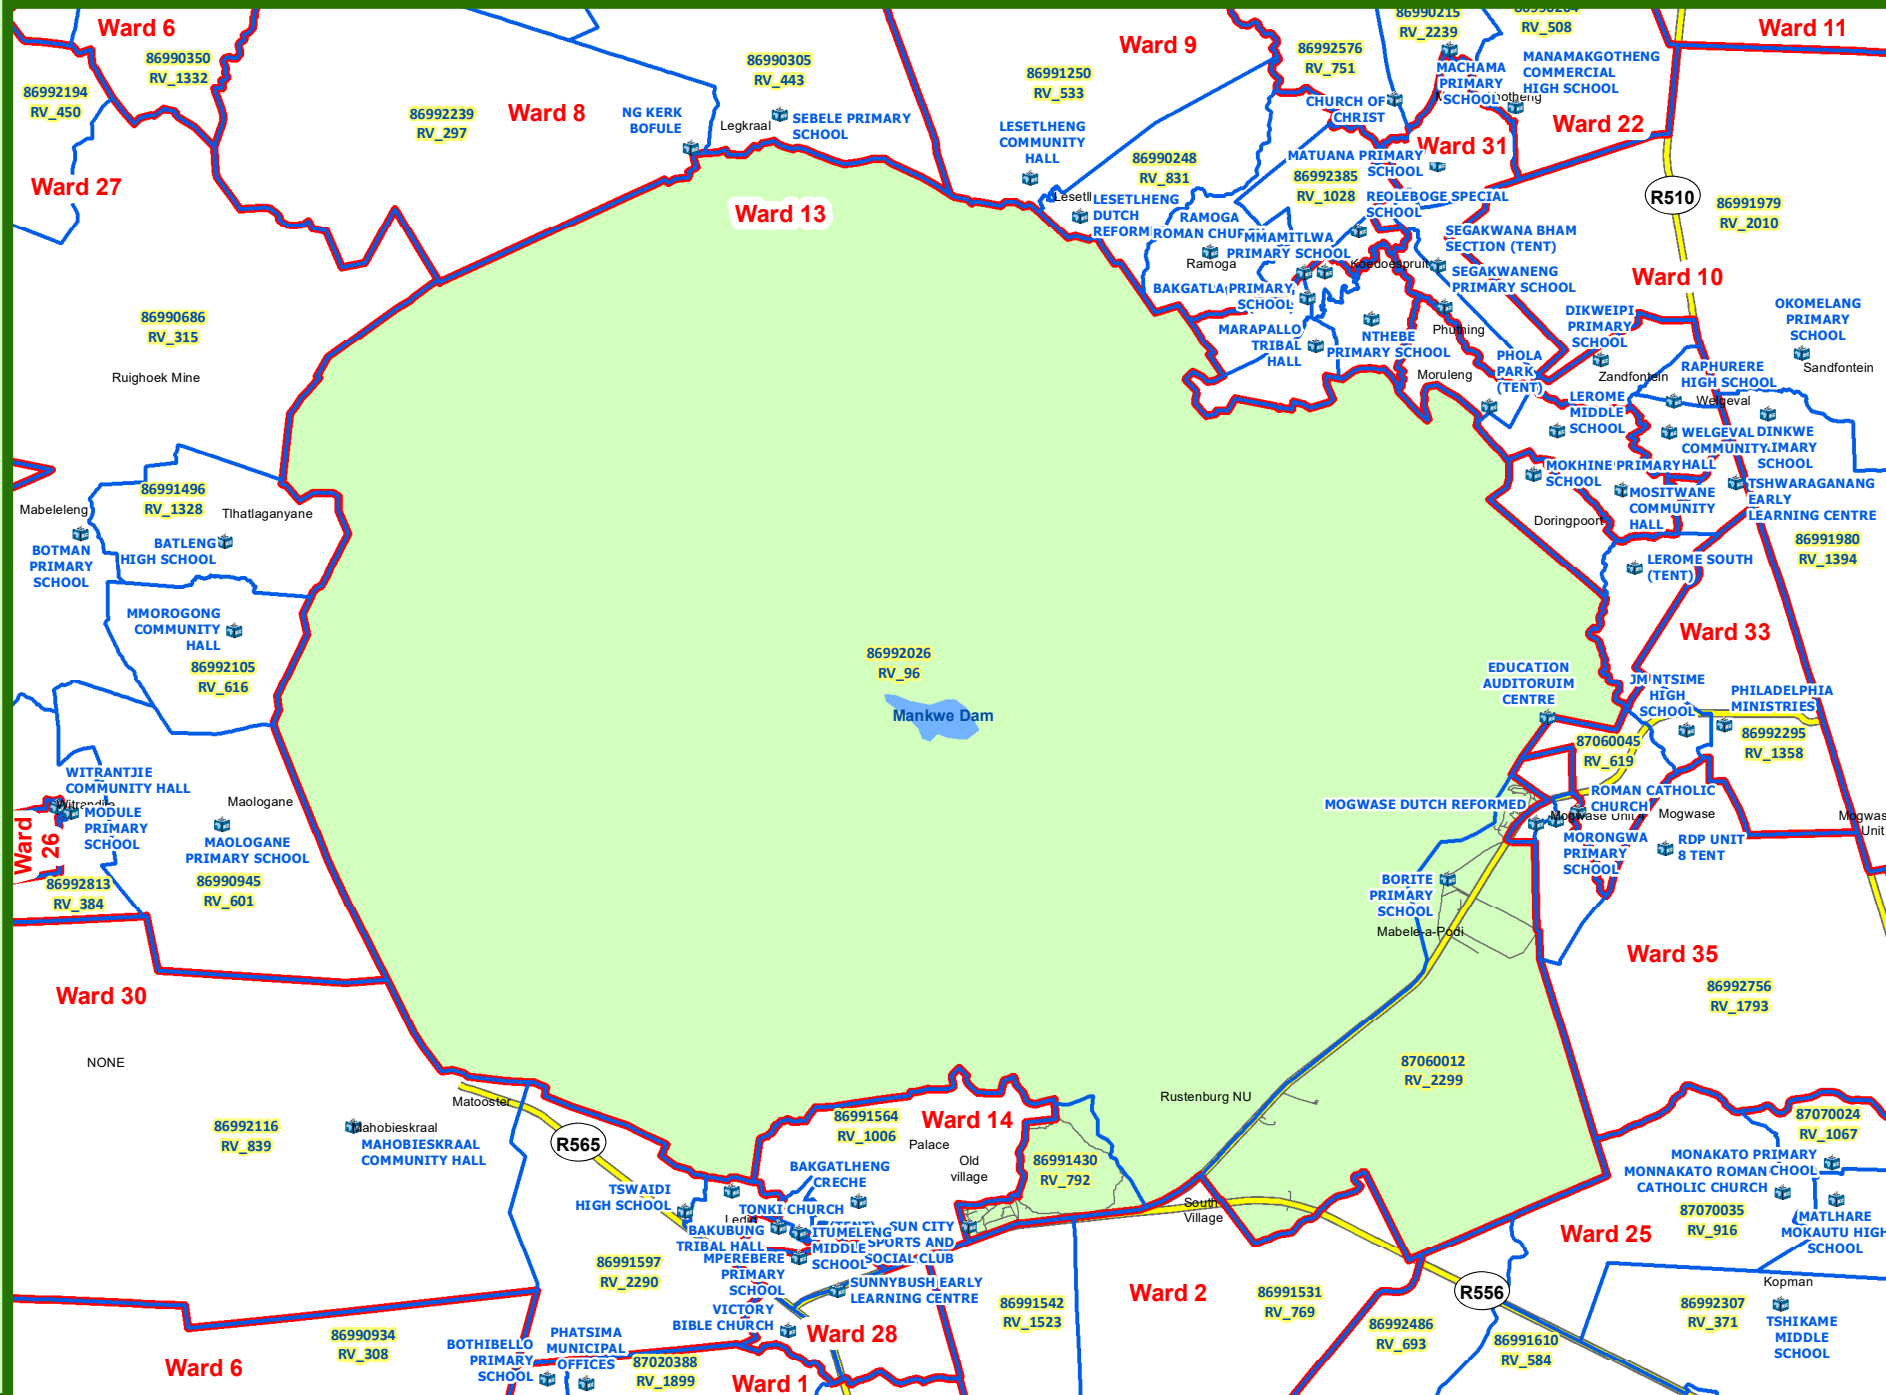 Ward 6
86990350
RV_1332
86992194
RV_450
Ward 27
86992239
RV_297
Ward 8
86990305
RV_443
NG KERK
BOFULE
Legkraal
SEBELE PRIMARY
SCHOOL
Ward 9
86991250
RV_533
LESETLHENG
COMMUNITY
HALL
86990248
RV_831
86992576
RV_751
86990215
RV_2239
RV_508
Ward 11
MACHAMA
PRIMARY
SCHOOL
MANAMAKGOTHENG
COMMERCIAL
HIGH SCHOOL
CHURCH OF
CHRIST
Ward 22
Ward 31
MATUANA PRIMARY
SCHOOL
86992385
RV_1028
REOLEBOGE SPECIAL
SCHOOL
R510
86991979
RV_2010
Ward 13
LESETLHENG
DUTCH
RAMOGA
ROMAN CHURCH
Ramoga
MMAMITLWA
PRIMARY SCHOOL
Koedoespruit
SEGAKWANA BHAM
SECTION (TENT)
SEGAKWANENG
PRIMARY SCHOOL
Ward 10
BAKGATLA PRIMARY
SCHOOL
MARAPALLO
TRIBAL
HALL
NTHEBE
PRIMARY SCHOOL
Phuthing
Moruleng
DIKWEIPI
PRIMARY
SCHOOL
OKOMELANG
PRIMARY
SCHOOL
Sandfontein
Zandfontein
PHOLA
PARK
(TENT)
RAPHURERE
HIGH SCHOOL
Welgeval
LEROME
MIDDLE
SCHOOL
WELGEVAL
COMMUNITY
HALL
DINKWE
SCHOOL
MOKHINE PRIMARY
SCHOOL
MOSITWANE
COMMUNITY
HALL
TSHWARAGANANG
EARLY
LEARNING CENTRE
Doringpoort
86991980
RV_1394
LEROME SOUTH
(TENT)
86990686
RV_315
Ruighoek Mine
86991496
RV_1328
Mabeleleng
Tlhatlaganyane
BOTMAN
PRIMARY
SCHOOL
BATLENG
HIGH SCHOOL
MMOROGONG
COMMUNITY
HALL
86992105
RV_616
86992026
RV_96
Mankwe Dam
Ward 33
EDUCATION
AUDITORUIM
CENTRE
JM NTSIME
HIGH
SCHOOL
PHILADELPHIA
MINISTRIES
87060045
RV_619
86992295
RV_1358
WITRANTJIE
COMMUNITY HALL
MODULE
PRIMARY
SCHOOL
Ward
26
86992813
RV_384
Maologane
MAOLOGANE
PRIMARY SCHOOL
86990945
RV_601
MOGWASE DUTCH REFORMED
ROMAN CATHOLIC
CHURCH
Mogwase Unit 4
Mogwase
MORONGWA
PRIMARY
SCHOOL
RDP UNIT
8 TENT
BORITE
PRIMARY
SCHOOL
Mabele-a-Podi
Ward 35
86992756
RV_1793
Ward 30
NONE
86992116
RV_839
Mahobieskraal
MAHOBIESKRAAL
COMMUNITY HALL
Matooster
R565
87060012
RV_2299
Rustenburg NU
86991564
RV_1006
Ward 14
Palace
Old
village
86991430
RV_792
BAKGATLHENG
CRECHE
TSWAIDI
HIGH SCHOOL
TONKI CHURCH
BAKUBUNG
TRIBAL HALL
ITUMELENG
MIDDLE
SCHOOL
SUN CITY
SPORTS AND
SOCIAL CLUB
MPEREBERE
PRIMARY
SCHOOL
SUNNYBUSH EARLY
LEARNING CENTRE
VICTORY
BIBLE CHURCH
Ward 28
86991597
RV_2290
South
Village
87070024
RV_1067
MONAKATO PRIMARY
SCHOOL
MONNAKATO ROMAN
CATHOLIC CHURCH
87070035
RV_916
MATLHARE
MOKAUTU HIGH
SCHOOL
Ward 25
Kopman
86992307
RV_371
TSHIKAME
MIDDLE
SCHOOL
R556
86991610
RV_584
86992486
RV_693
86991531
RV_769
Ward 2
86991542
RV_1523
86990934
RV_308
Ward 6
BOTHIBELLO
PRIMARY
SCHOOL
PHATSIMA
MUNICIPAL
OFFICES
87020388
RV_1899
Ward 1